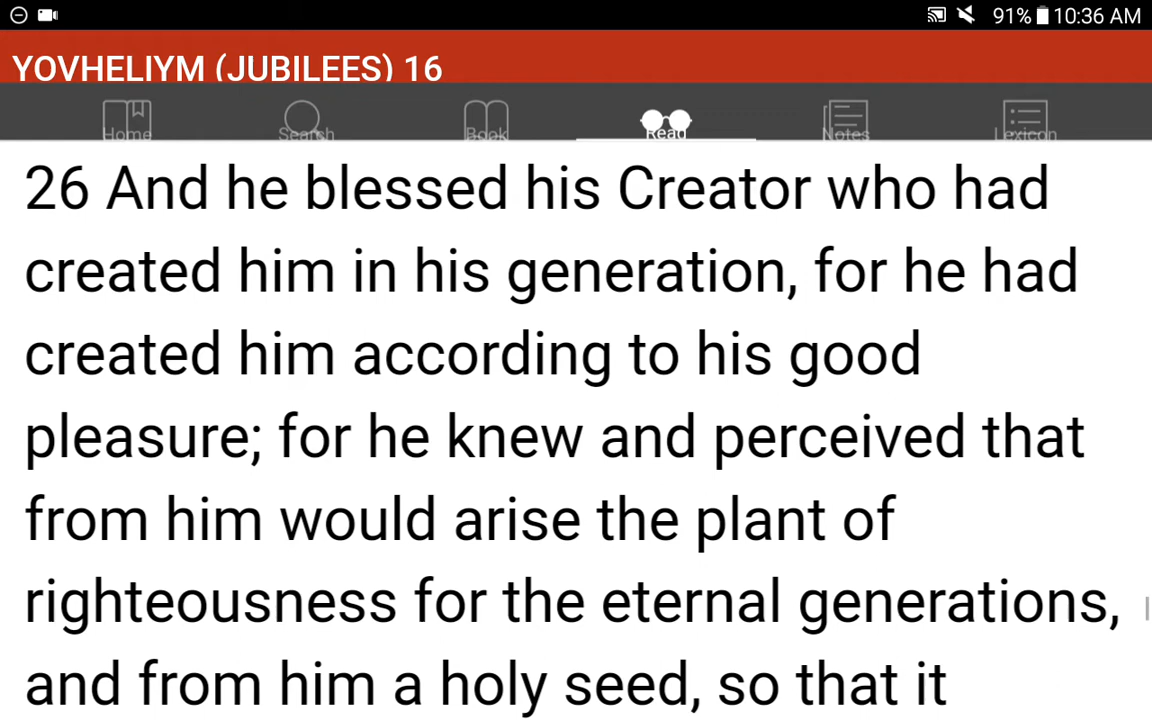 91% 10:36 AM
YOVHELIYM (JUBILEES) 16
Home Search Book Read Notes Lexicon
26 And he blessed his Creator who had
created him in his generation, for he had
created him according to his good
pleasure; for he knew and perceived that
from him would arise the plant of
righteousness for the eternal generations,
and from him a holy seed, so that it